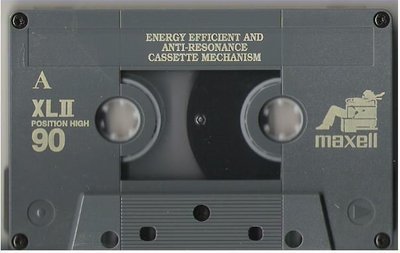 ENERGY EFFICIENT AND
ANTI-RESONANCE
CASSETTE MECHANISM
A
XLII
POSITION HIGH
90
maxell